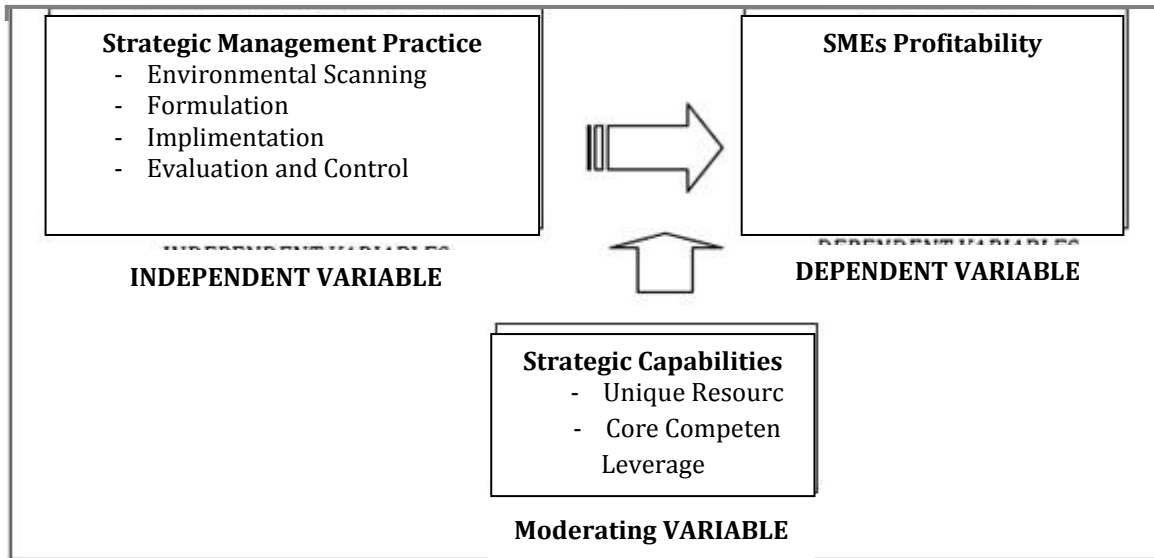 Strategic Management Practice
- Environmental Scanning
- Formulation
- Implimentation
- Evaluation and Control
SMEs Profitability
INDEPENDENT VARIABLE
DEPENDENT VARIABLE
Strategic Capabilities
- Unique Resourc
- Core Competen
Leverage
Moderating VARIABLE